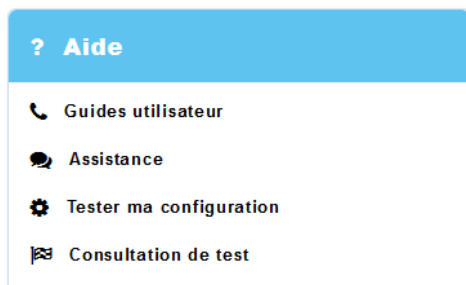 ? Aide
Guides utilisateur
Assistance
Tester ma configuration
Consultation de test